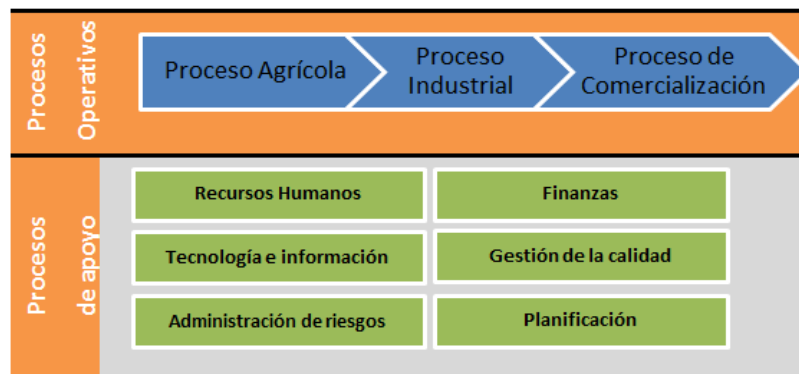 Procesos
Operativos
Proceso Agrícola
Proceso
Industrial
Proceso de
Comercialización
Procesos
de apoyo
Recursos Humanos
Finanzas
Tecnología e información
Gestión de la calidad
Administración de riesgos
Planificación